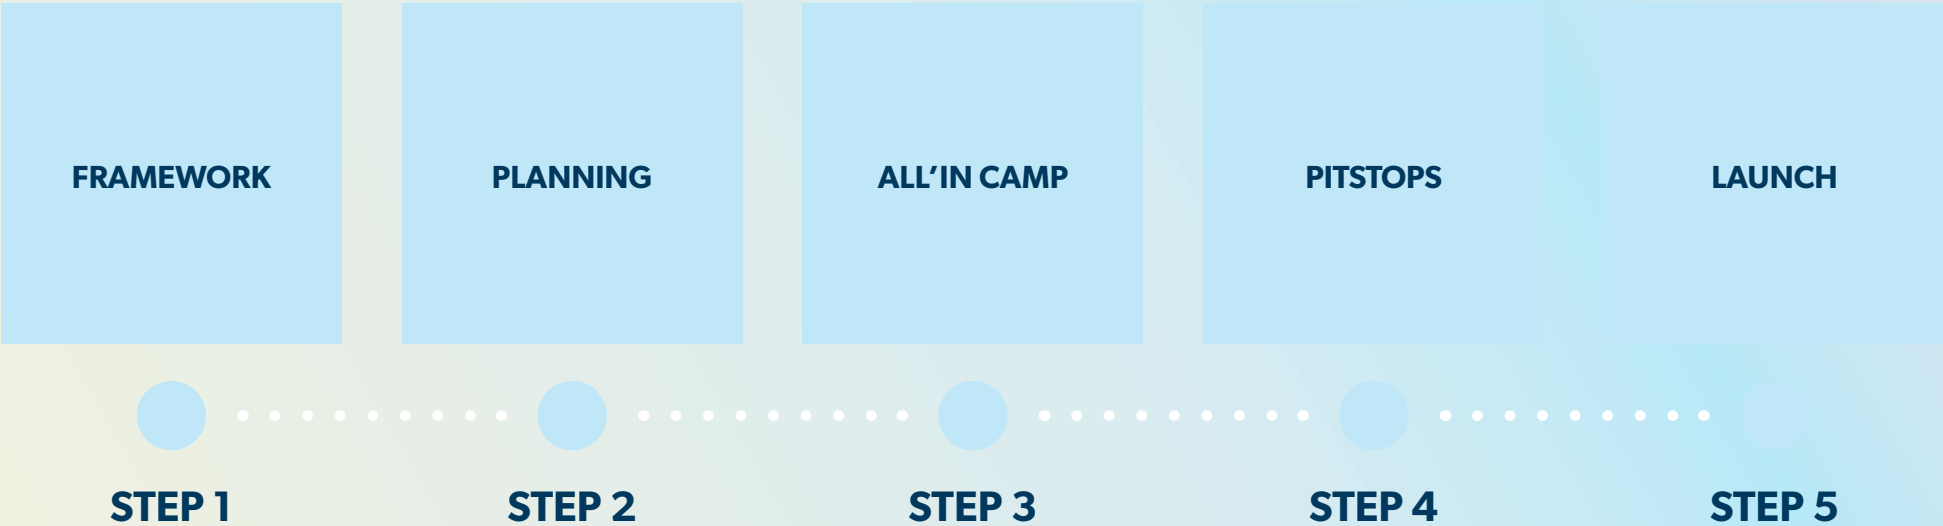 FRAMEWORK
PLANNING
ALL’IN CAMP
PITSTOPS
LAUNCH
STEP 1
STEP 2
STEP 3
STEP 4
STEP 5